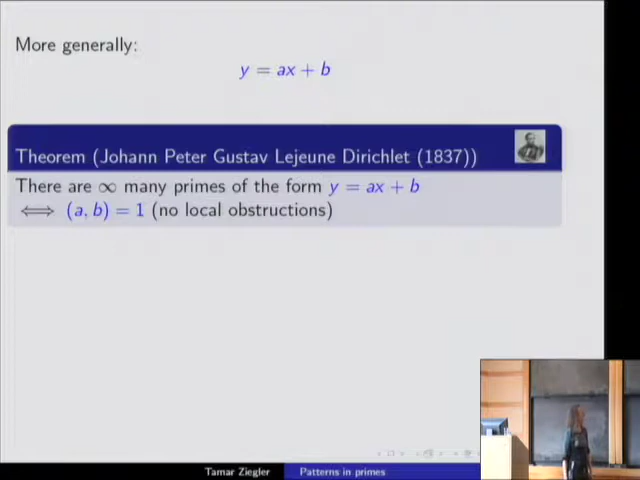 More generally:
y = ax + b
Theorem (Johann Peter Gustav Lejeune Dirichlet (1837))
There are ∞ many primes of the form y = ax + b
⟺ (a, b) = 1 (no local obstructions)
Tamar Ziegler Patterns in primes